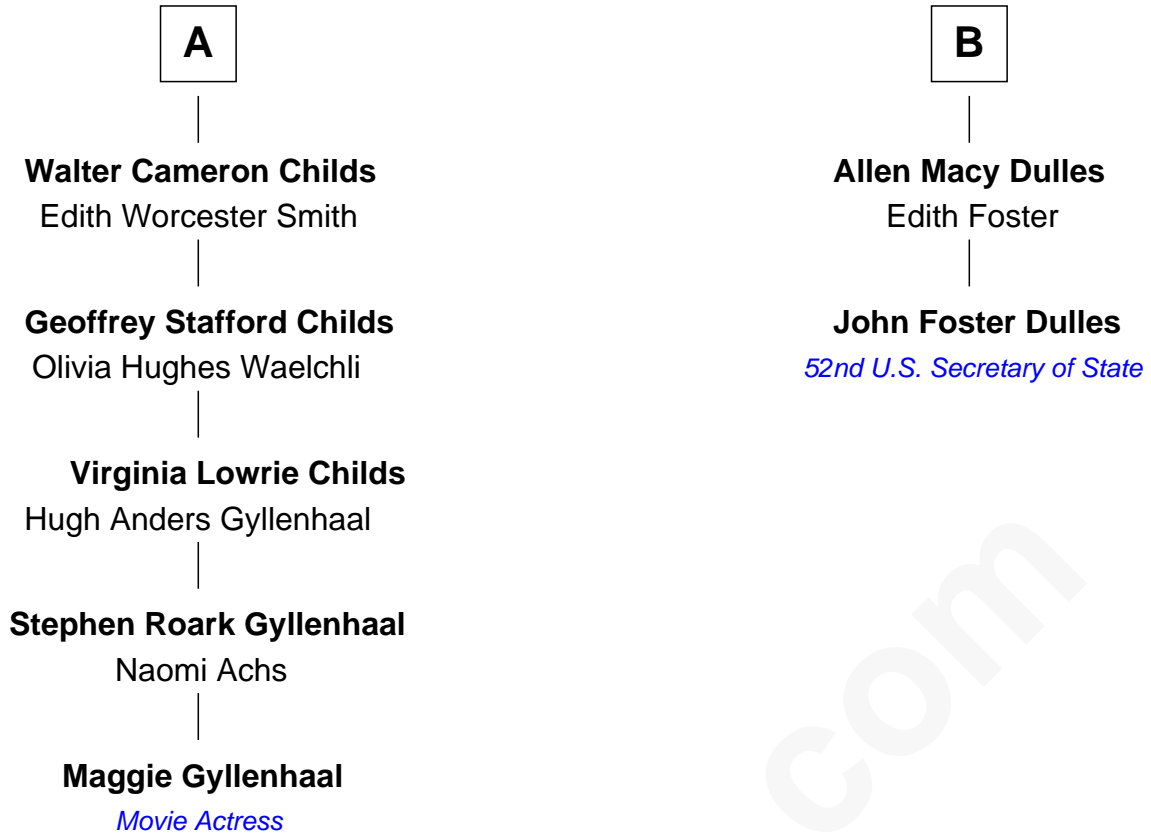 A
Walter Cameron Childs
Edith Worcester Smith
Geoffrey Stafford Childs
Olivia Hughes Waelchli
Virginia Lowrie Childs
Hugh Anders Gyllenhaal
Stephen Roark Gyllenhaal
Naomi Achs
Maggie Gyllenhaal
Movie Actress
B
Allen Macy Dulles
Edith Foster
John Foster Dulles
52nd U.S. Secretary of State
com